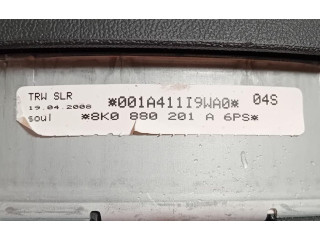 TRW SLR *001A411I9WA0* 04S
19.04.2008
soul *8K0 880 201 A 6PS*